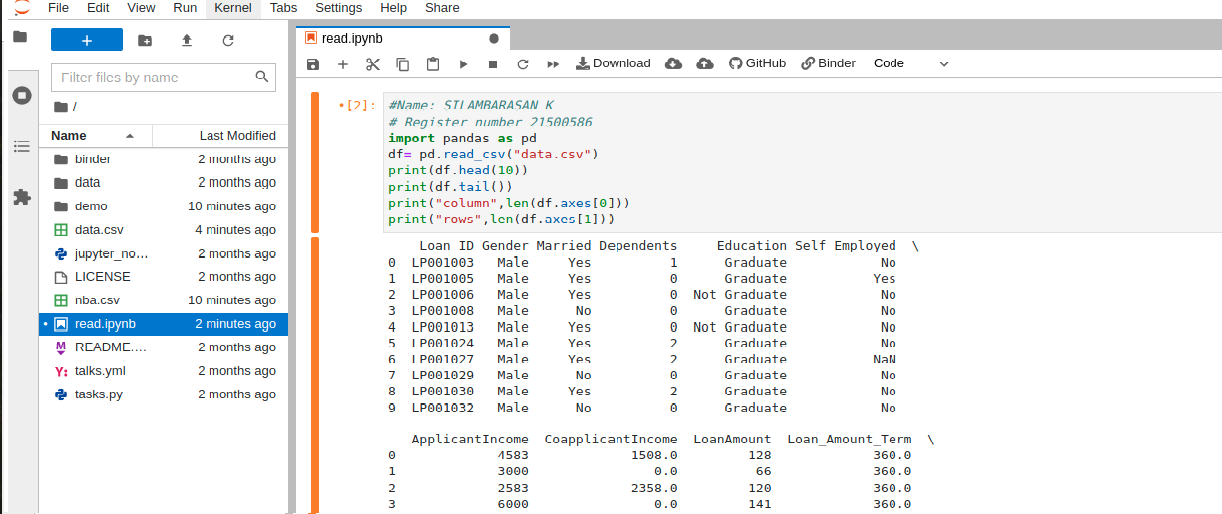 File Edit View Run Kernel Tabs Settings Help Share
read.ipynb
Download GitHub Binder Code
Filter files by name
/
Name Last Modified
binder 2 months ago
data 2 months ago
demo 10 minutes ago
data.csv 4 minutes ago
jupyter_no... 2 months ago
LICENSE 2 months ago
nba.csv 10 minutes ago
read.ipynb 2 minutes ago
README.... 2 months ago
talks.yml 2 months ago
tasks.py 2 months ago
[2]: #Name: SILAMBARASAN K
# Register number 21500586
import pandas as pd
df= pd.read_csv("data.csv")
print(df.head(10))
print(df.tail())
print("column",len(df.axes[0]))
print("rows",len(df.axes[1]))
Loan ID Gender Married Dependents Education Self Employed \
0 LP001003 Male Yes 1 Graduate No
1 LP001005 Male Yes 0 Graduate Yes
2 LP001006 Male Yes 0 Not Graduate No
3 LP001008 Male No 0 Graduate No
4 LP001013 Male Yes 0 Not Graduate No
5 LP001024 Male Yes 2 Graduate No
6 LP001027 Male Yes 2 Graduate NaN
7 LP001029 Male No 0 Graduate No
8 LP001030 Male Yes 2 Graduate No
9 LP001032 Male No 0 Graduate No
ApplicantIncome CoapplicantIncome LoanAmount Loan_Amount_Term \
0 4583 1508.0 128 360.0
1 3000 0.0 66 360.0
2 2583 2358.0 120 360.0
3 6000 0.0 141 360.0